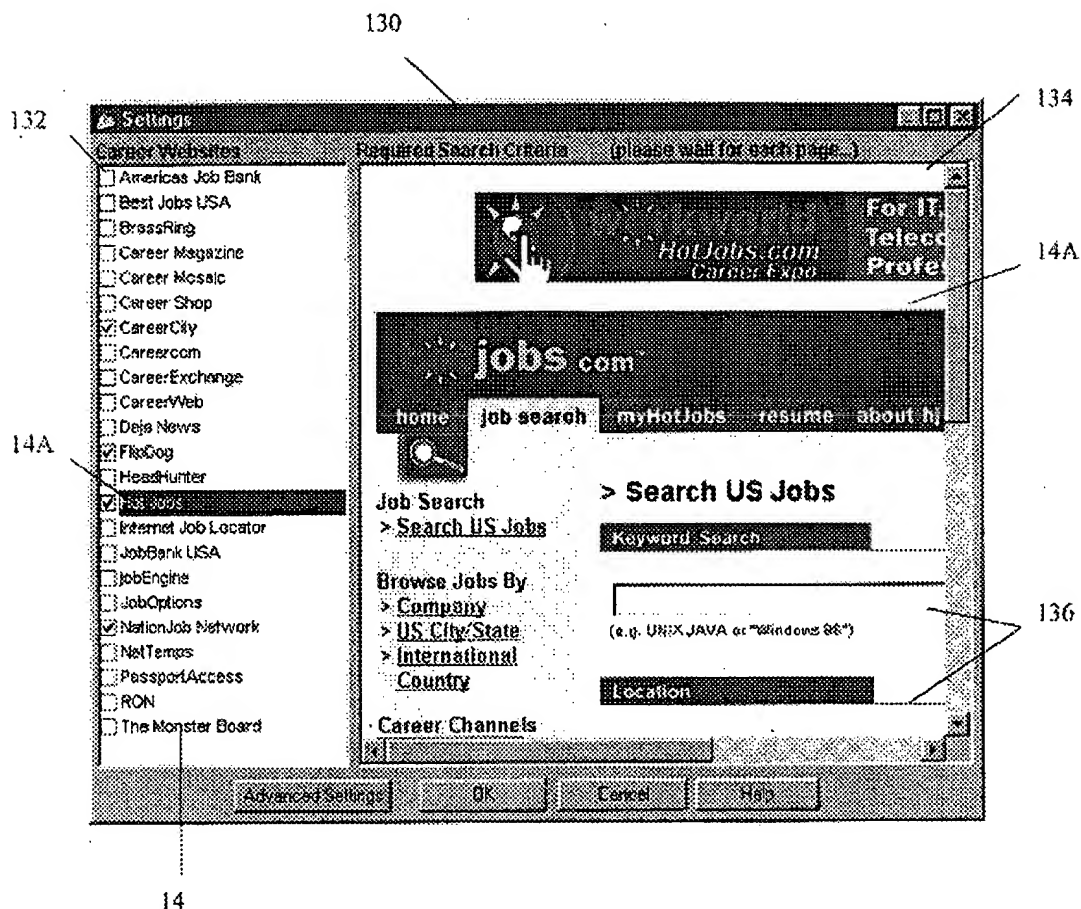 130
134
132
Settings
Career Websites
Required Search Criteria (please wait for each page...)
Americas Job Bank
Best Jobs USA
BrassRing
Career Magazine
Career Mosaic
Career Shop
CareerCity
Careercom
CareerExchange
CareerWeb
Deja News
FlipDog
HeadHunter
Hot Jobs
Internet Job Locator
JobBank USA
jobEngine
JobOptions
NationJob Network
NetTemps
PassportAccess
RON
The Monster Board
14A
14
HotJobs.com
Career Expo
For IT,
Telecc
Profe
14A
jobs com
home job search myHotJobs resume about hj
Job Search
> Search US Jobs
Browse Jobs By
> Company
> US City/State
> International
Country
Career Channels
> Search US Jobs
Keyword Search
(e.g. UNIX, JAVA or "Windows 98")
Location
136
Advanced Settings OK Cancel Help